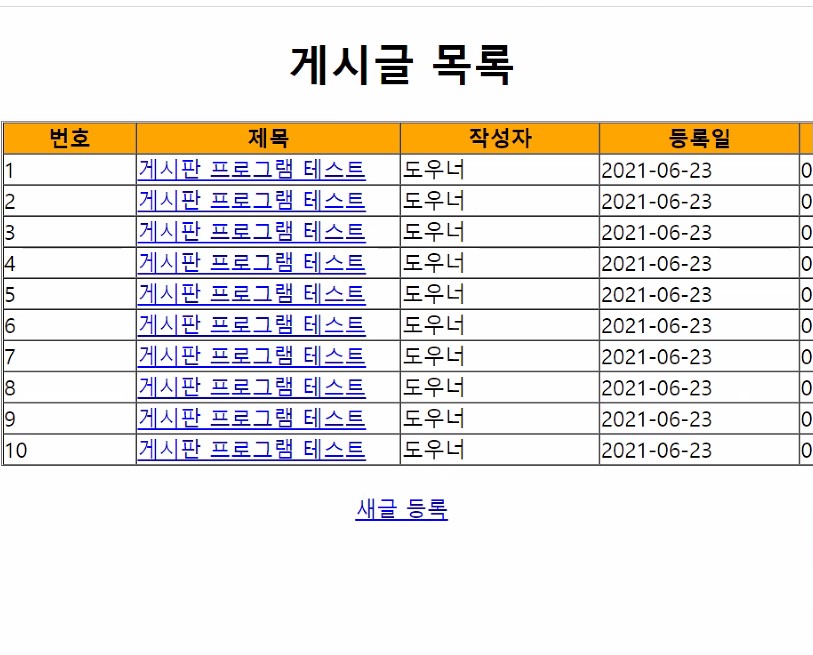 게시글 목록
번호 제목 작성자 등록일
1 게시판 프로그램 테스트 도우너 2021-06-23 0
2 게시판 프로그램 테스트 도우너 2021-06-23 0
3 게시판 프로그램 테스트 도우너 2021-06-23 0
4 게시판 프로그램 테스트 도우너 2021-06-23 0
5 게시판 프로그램 테스트 도우너 2021-06-23 0
6 게시판 프로그램 테스트 도우너 2021-06-23 0
7 게시판 프로그램 테스트 도우너 2021-06-23 0
8 게시판 프로그램 테스트 도우너 2021-06-23 0
9 게시판 프로그램 테스트 도우너 2021-06-23 0
10 게시판 프로그램 테스트 도우너 2021-06-23 0
새글 등록